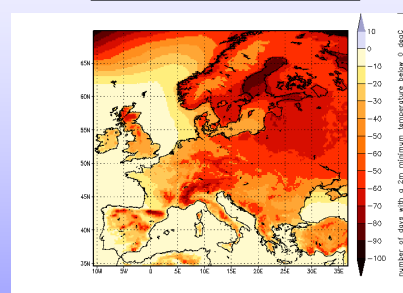 65N
60N
55N
50N
45N
40N
35N
10W 5W 0 5E 10E 15E 20E 25E 30E 35E
10
0
-10
-20
-30
-40
-50
-60
-70
-80
-90
-100
number of days with a 2m minimum temperature below 0 degC